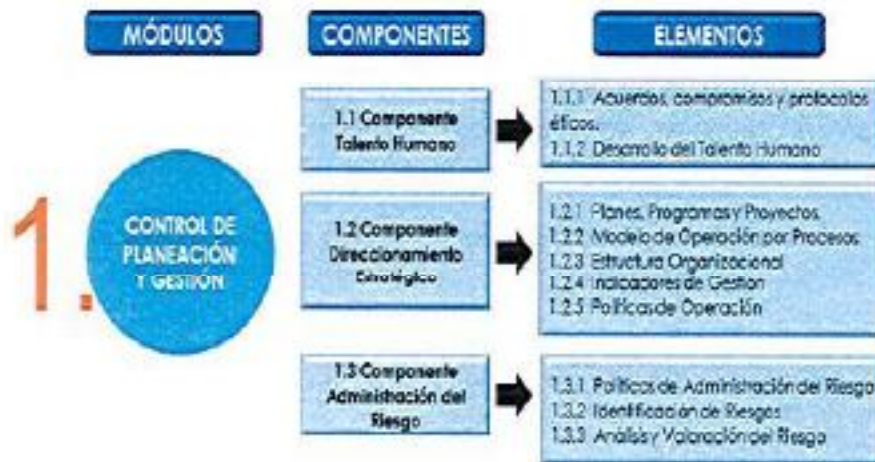 MÓDULOS
COMPONENTES
ELEMENTOS
1.
CONTROL DE
PLANEACIÓN
Y GESTIÓN
1.1 Componente
Talento Humano
1.1.1 Acuerdos, compromisos y protocolos
éticos.
1.1.2 Desarrollo del Talento Humano
1.2 Componente
Direccionamiento
Estratégico
1.2.1 Planes, Programas y Proyectos.
1.2.2 Modelo de Operación por Procesos
1.2.3 Estructura Organizacional
1.2.4 Indicadores de Gestión
1.2.5 Políticas de Operación
1.3 Componente
Administración del
Riesgo
1.3.1 Políticas de Administración del Riesgo
1.3.2 Identificación de Riesgos
1.3.3 Análisis y Valoración del Riesgo